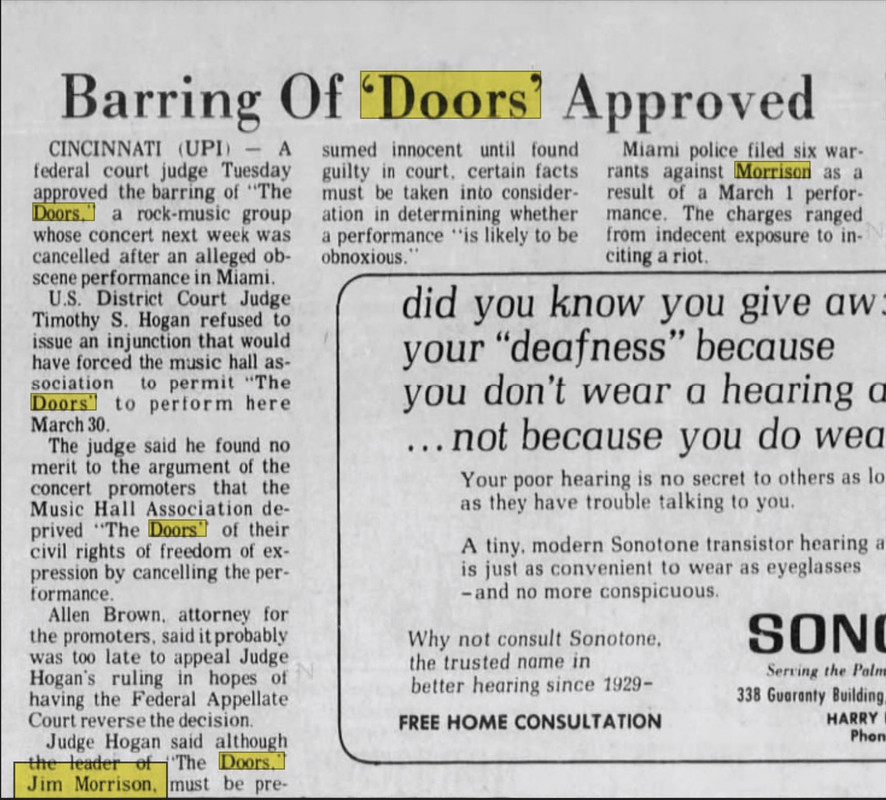 Barring Of ‘Doors’ Approved
CINCINNATI (UPI) — A
federal court judge Tuesday
approved the barring of “The
Doors,” a rock-music group
whose concert next week was
cancelled after an alleged ob-
scene performance in Miami.
U.S. District Court Judge
Timothy S. Hogan refused to
issue an injunction that would
have forced the music hall as-
sociation to permit “The
Doors” to perform here
March 30.
The judge said he found no
merit to the argument of the
concert promoters that the
Music Hall Association de-
prived “The Doors” of their
civil rights of freedom of ex-
pression by cancelling the per-
formance.
Allen Brown, attorney for
the promoters, said it probably
was too late to appeal Judge
Hogan's ruling in hopes of
having the Federal Appellate
Court reverse the decision.
Judge Hogan said although
the leader of “The Doors,”
Jim Morrison, must be pre-
sumed innocent until found
guilty in court, certain facts
must be taken into consider-
ation in determining whether
a performance “is likely to be
obnoxious.”
Miami police filed six war-
rants against Morrison as a
result of a March 1 perfor-
mance. The charges ranged
from indecent exposure to in-
citing a riot.
did you know you give
your “deafness” because
you don't wear a hearing
...not because you do
Your poor hearing is no secret to others as
as they have trouble talking to you.
A tiny, modern Sonotone transistor hearing
is just as convenient to wear as eyeglasses
–and no more conspicuous.
Why not consult Sonotone,
the trusted name in
better hearing since 1929–
FREE HOME CONSULTATION
SONO
Serving the Palm
338 Guaranty Building,
HARRY
Phon